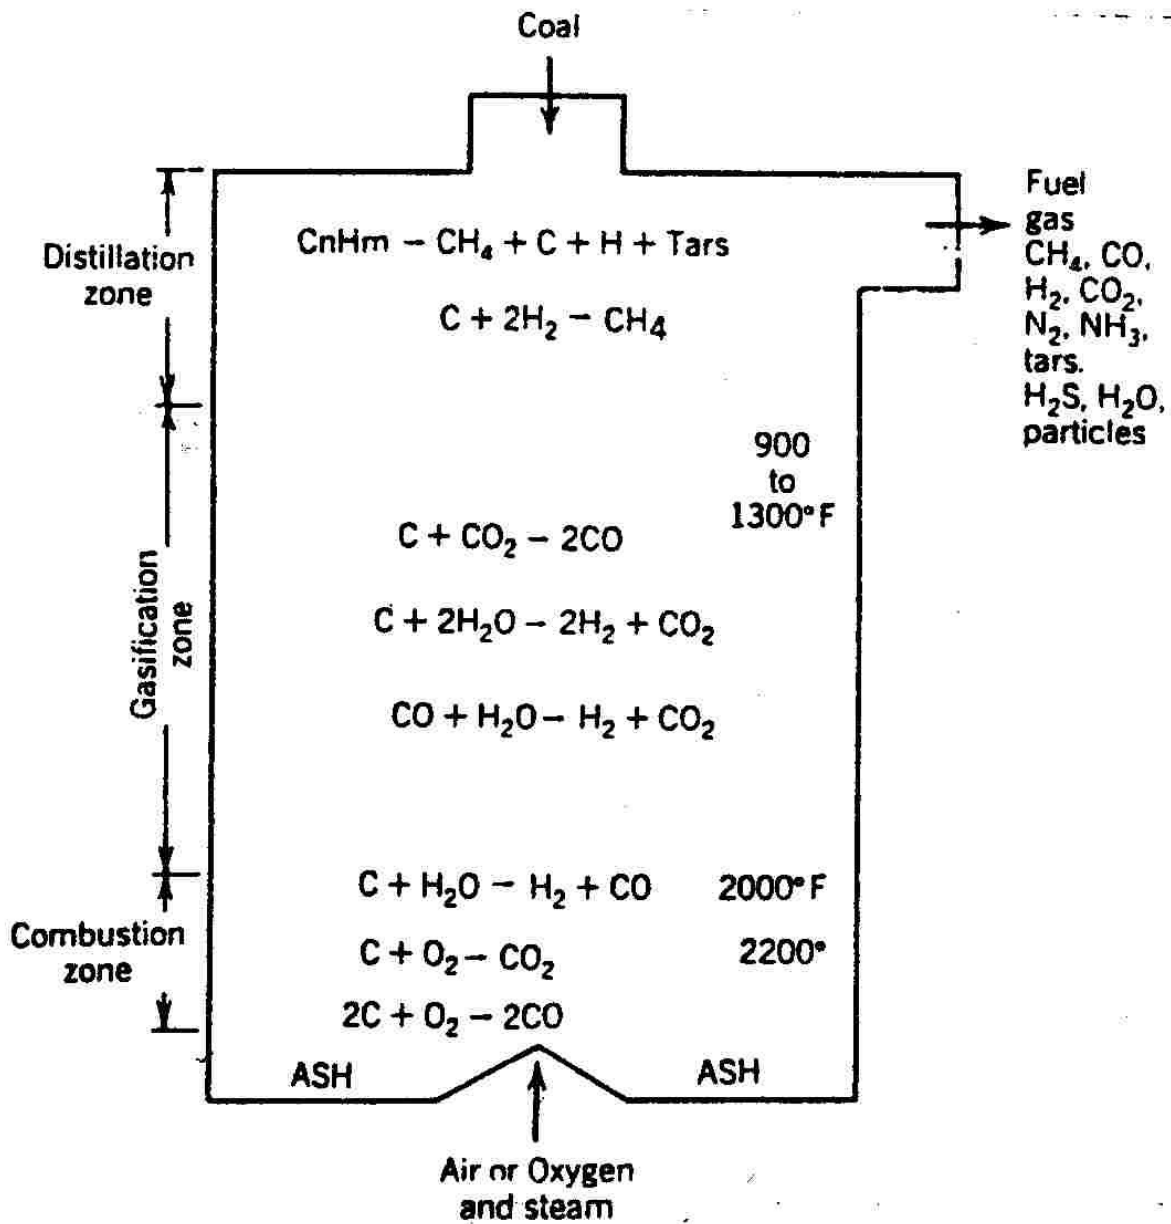 Coal
Fuel
gas
CH₄, CO,
H₂, CO₂,
N₂, NH₃,
tars.
H₂S, H₂O,
particles
Distillation
zone
CnHm – CH₄ + C + H + Tars
C + 2H₂ – CH₄
900
to
1300°F
Gasification
zone
C + CO₂ – 2CO
C + 2H₂O – 2H₂ + CO₂
CO + H₂O – H₂ + CO₂
Combustion
zone
C + H₂O – H₂ + CO 2000°F
C + O₂ – CO₂ 2200°
2C + O₂ – 2CO
ASH ASH
Air or Oxygen
and steam